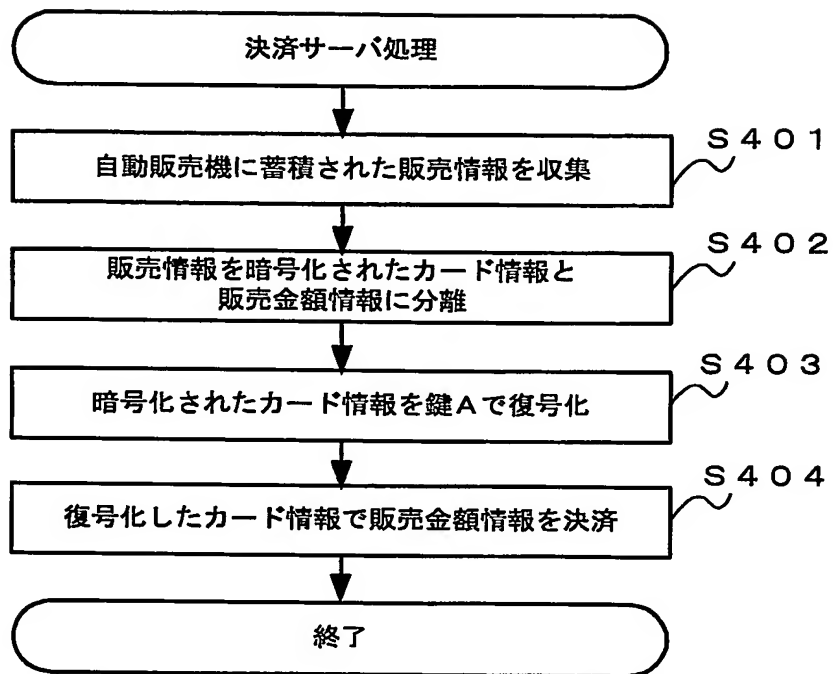 決済サーバ処理
S401
自動販売機に蓄積された販売情報を収集
S402
販売情報を暗号化されたカード情報と
販売金額情報に分離
S403
暗号化されたカード情報を鍵Aで復号化
S404
復号化したカード情報で販売金額情報を決済
終了